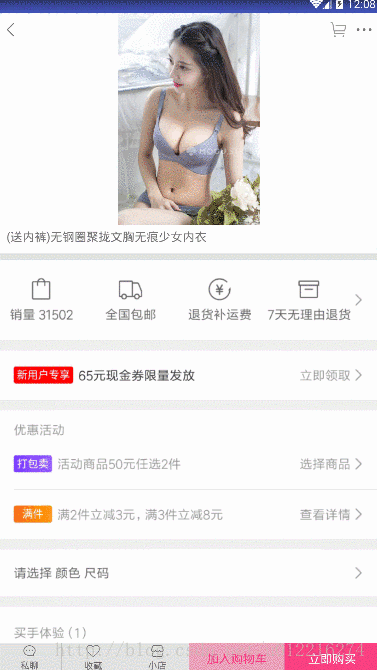 12:08
(送内裤)无钢圈聚拢文胸无痕少女内衣
销量 31502
全国包邮
退货补运费
7天无理由退货
新用户专享 65元现金券限量发放 立即领取
优惠活动
打包卖 活动商品50元任选2件 选择商品
满件 满2件立减3元，满3件立减8元 查看详情
请选择 颜色 尺码
买手体验 (1)
私聊
收藏
小店
加入购物车
立即购买